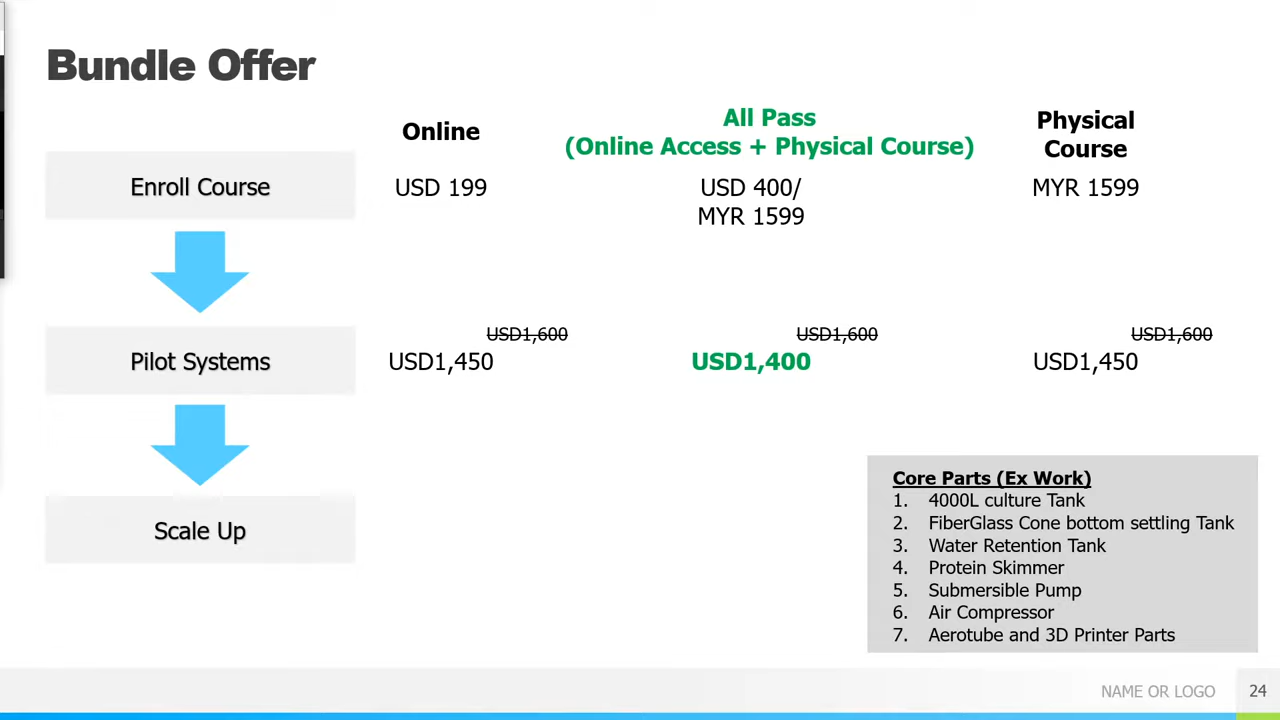 Bundle Offer
Online
All Pass
(Online Access + Physical Course)
Physical
Course
Enroll Course
USD 199
USD 400/
MYR 1599
MYR 1599
USD1,600
USD1,600
USD1,600
Pilot Systems
USD1,450
USD1,400
USD1,450
Scale Up
Core Parts (Ex Work)
1. 4000L culture Tank
2. FiberGlass Cone bottom settling Tank
3. Water Retention Tank
4. Protein Skimmer
5. Submersible Pump
6. Air Compressor
7. Aerotube and 3D Printer Parts
NAME OR LOGO
24